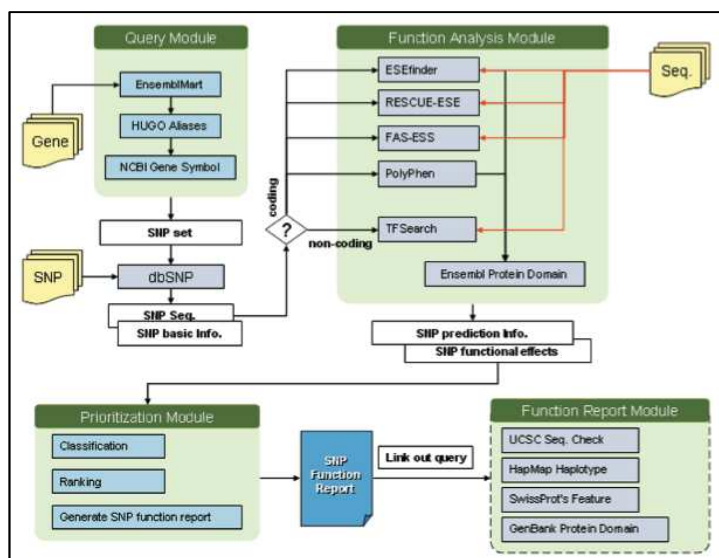 Query Module
EnsemblMart
HUGO Aliases
NCBI Gene Symbol
Gene
SNP set
SNP
dbSNP
SNP Seq.
SNP basic Info.
?
coding
non-coding
Function Analysis Module
ESEfinder
RESCUE-ESE
FAS-ESS
PolyPhen
TFSearch
Ensembl Protein Domain
Seq.
SNP prediction Info.
SNP functional effects
Prioritization Module
Classification
Ranking
Generate SNP function report
SNP
Function
Report
Link out query
Function Report Module
UCSC Seq. Check
HapMap Haplotype
SwissProt's Feature
GenBank Protein Domain